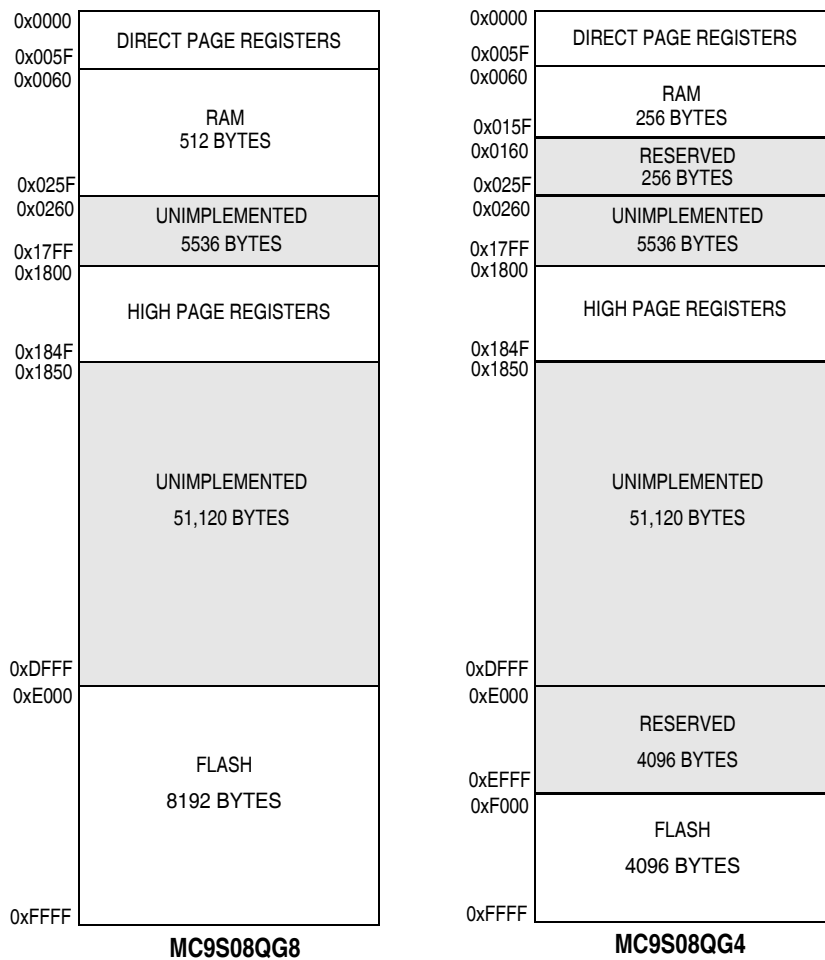 0x0000
DIRECT PAGE REGISTERS
0x005F
0x0060
RAM
512 BYTES
0x025F
0x0260
UNIMPLEMENTED
5536 BYTES
0x17FF
0x1800
HIGH PAGE REGISTERS
0x184F
0x1850
UNIMPLEMENTED
51,120 BYTES
0xDFFF
0xE000
FLASH
8192 BYTES
0xFFFF
MC9S08QG8
0x0000
DIRECT PAGE REGISTERS
0x005F
0x0060
RAM
256 BYTES
0x015F
0x0160
RESERVED
256 BYTES
0x025F
0x0260
UNIMPLEMENTED
5536 BYTES
0x17FF
0x1800
HIGH PAGE REGISTERS
0x184F
0x1850
UNIMPLEMENTED
51,120 BYTES
0xDFFF
0xE000
RESERVED
4096 BYTES
0xEFFF
0xF000
FLASH
4096 BYTES
0xFFFF
MC9S08QG4